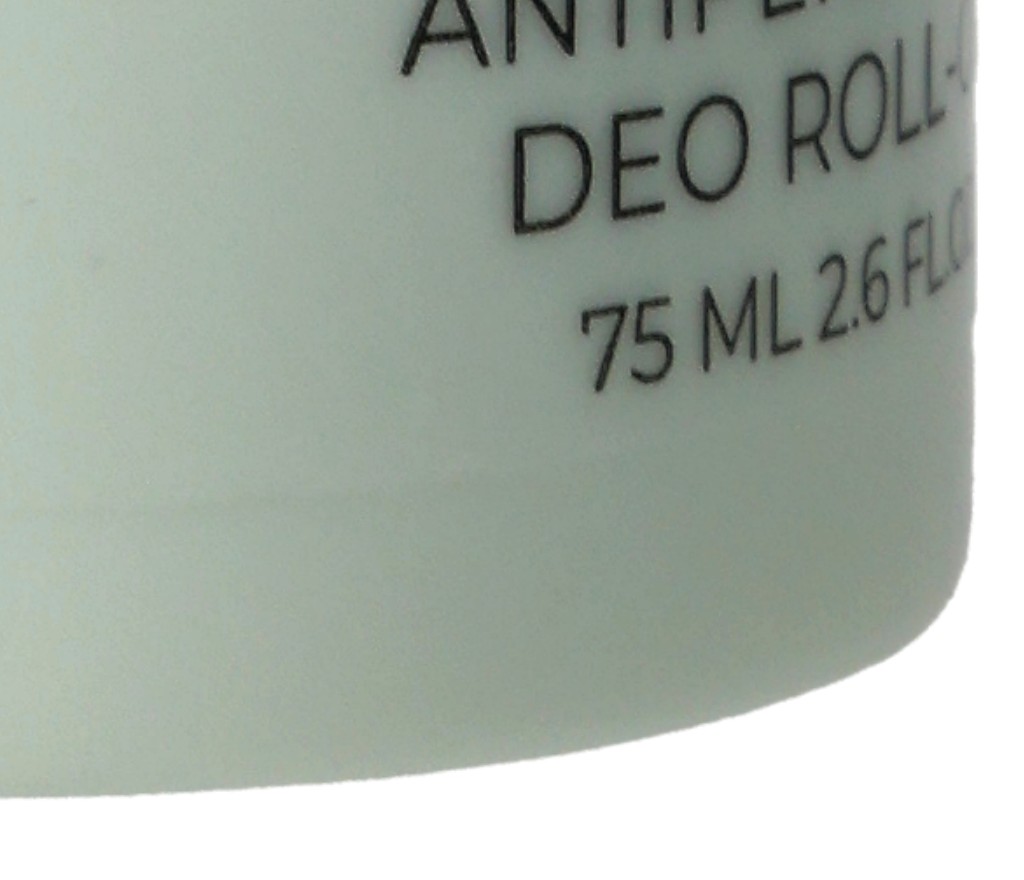 DEO ROLL-
75 ML 2.6 FL.